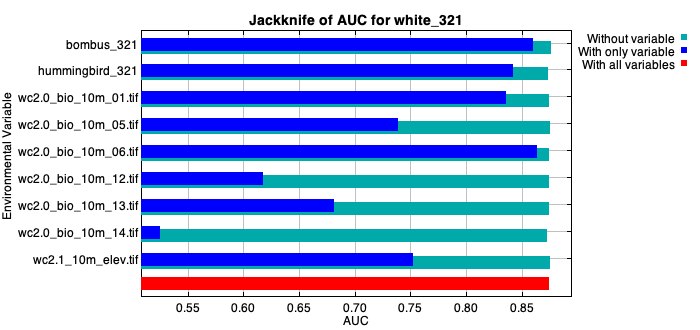 Jackknife of AUC for white_321
Without variable
With only variable
With all variables
Environmental Variable
bombus_321
hummingbird_321
wc2.0_bio_10m_01.tif
wc2.0_bio_10m_05.tif
wc2.0_bio_10m_06.tif
wc2.0_bio_10m_12.tif
wc2.0_bio_10m_13.tif
wc2.0_bio_10m_14.tif
wc2.1_10m_elev.tif
0.55 0.60 0.65 0.70 0.75 0.80 0.85
AUC